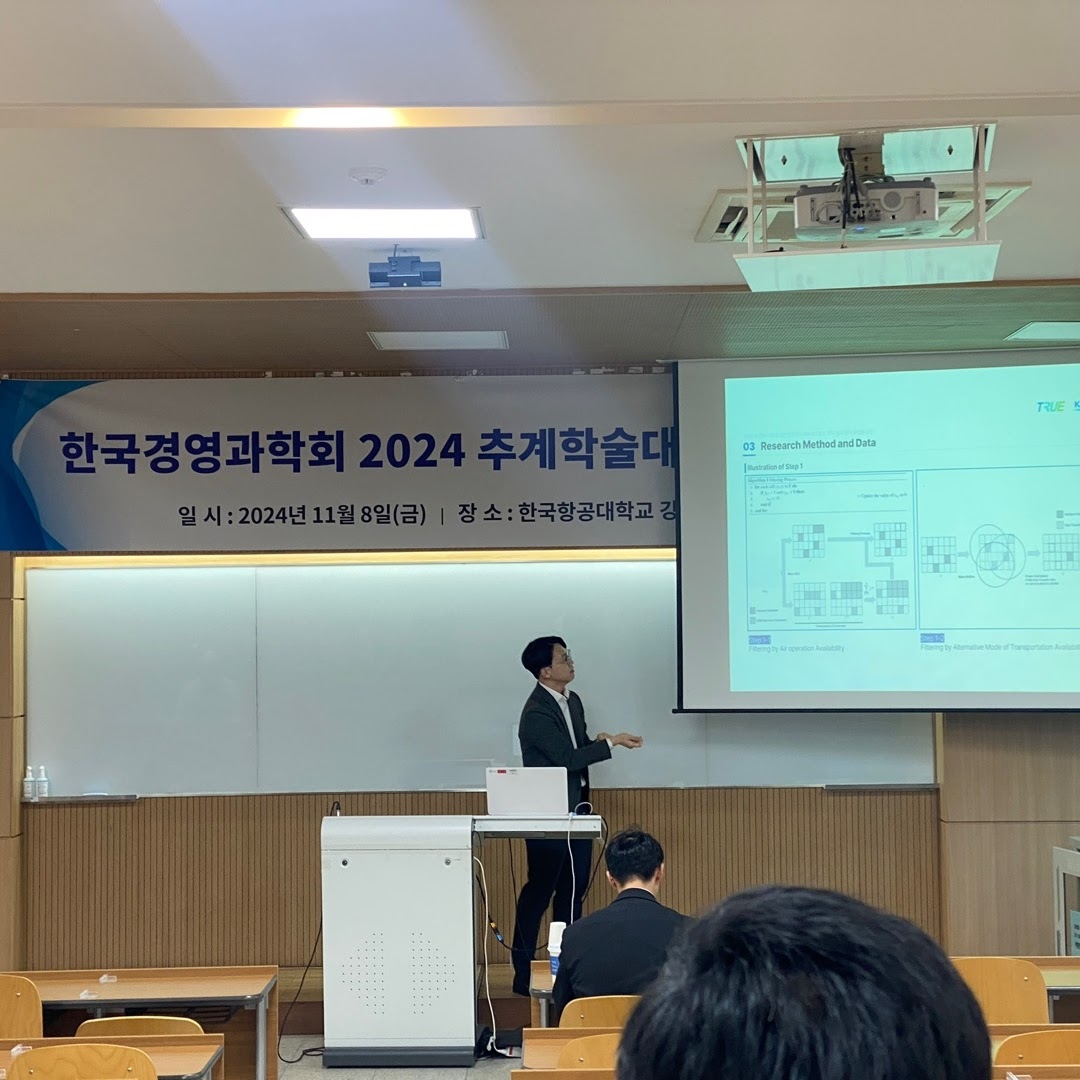 한국경영과학회 2024 추계학술대
일 시 : 2024년 11월 8일(금) | 장 소 : 한국항공대학교 강
TRUE K
03 Research Method and Data
Illustration of Step 1
Step 1-1
Filtering by Air operation Availability
Step 1-2
Filtering by Alternative Mode of Transportation